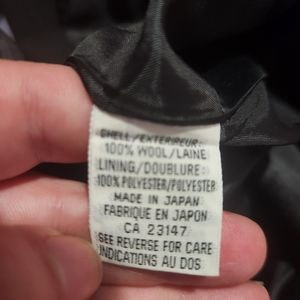 SHELL/EXTERIEUR:
100% WOOL/LAINE
LINING/DOUBLURE:
100% POLYESTER/POLYESTER
MADE IN JAPAN
FABRIQUE EN JAPON
CA 23147
SEE REVERSE FOR CARE
INDICATIONS AU DOS